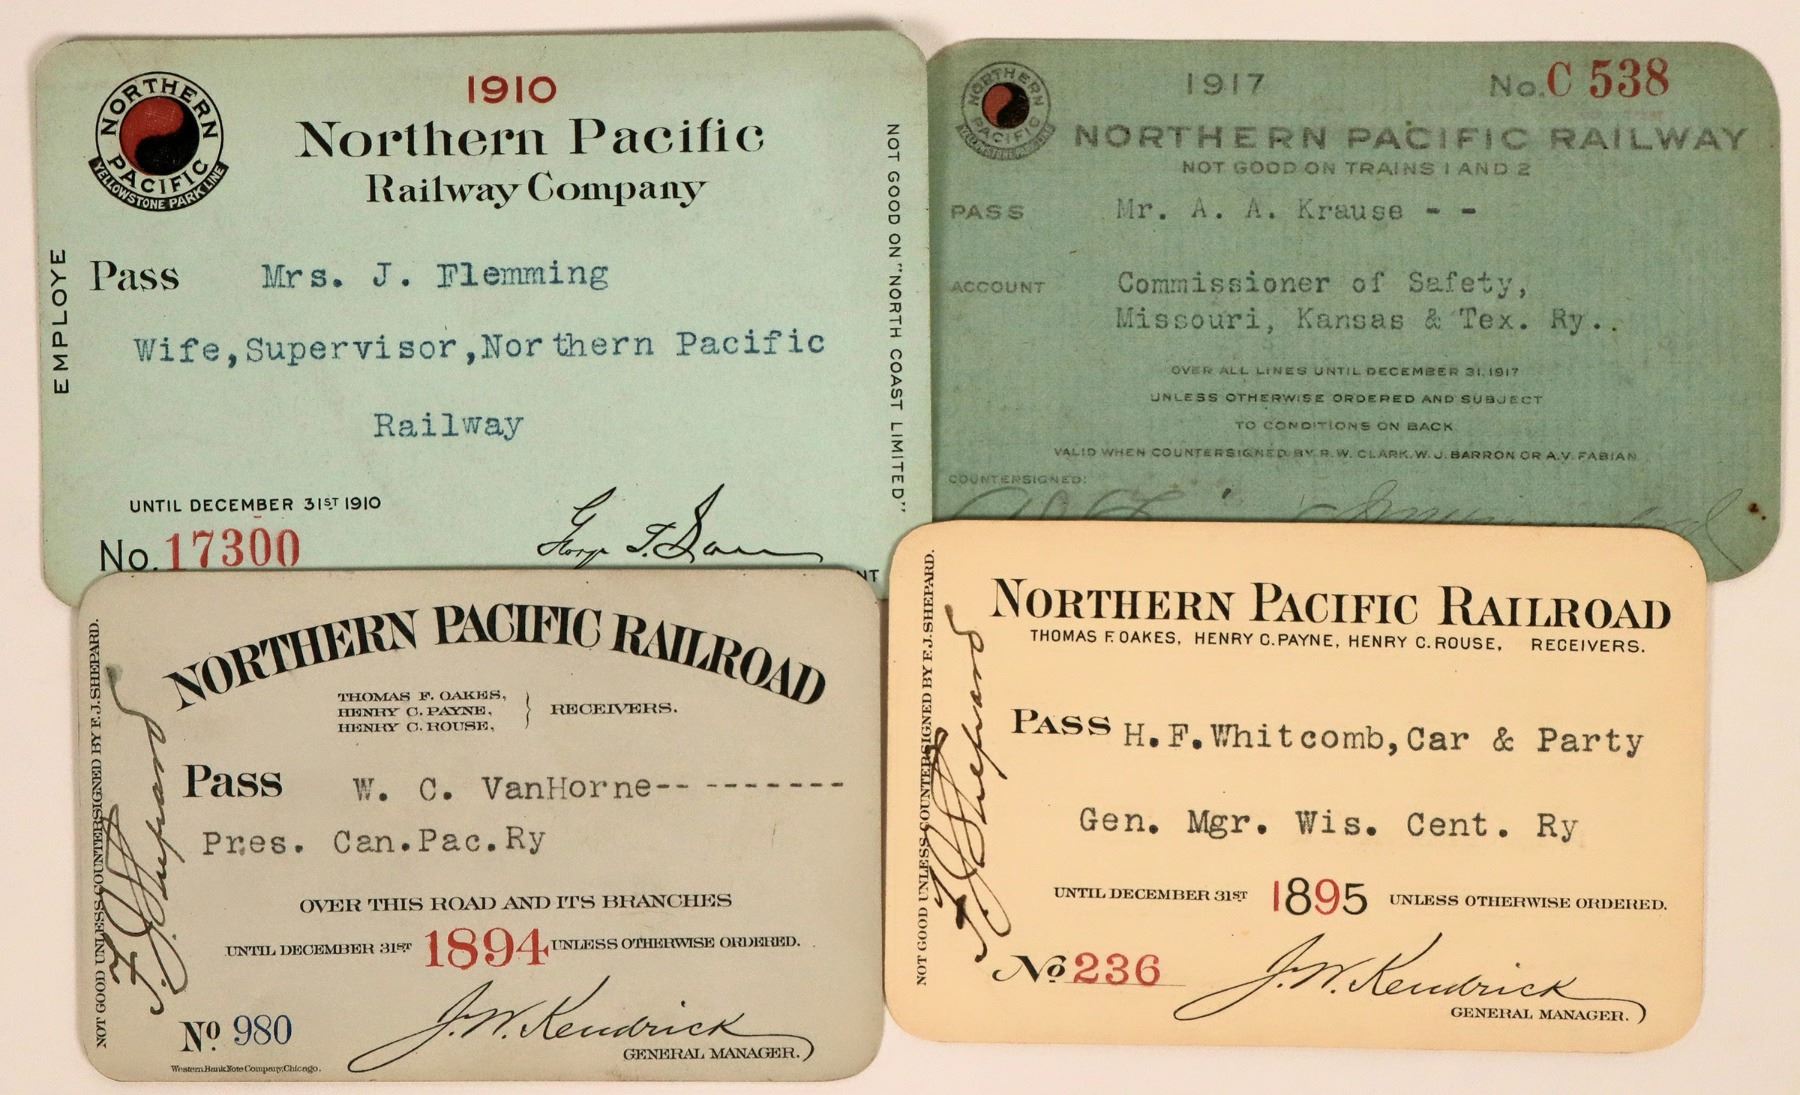 1910
NORTHERN PACIFIC
YELLOWSTONE PARK LINE
Northern Pacific
Railway Company
EMPLOYE
Pass Mrs. J. Flemming
Wife,Supervisor,Northern Pacific
Railway
NOT GOOD ON "NORTH COAST LIMITED"
UNTIL DECEMBER 31ST 1910
No. 17300
NT
1917 No. C 538
NORTHERN PACIFIC
NORTHERN PACIFIC RAILWAY
NOT GOOD ON TRAINS 1 AND 2
PASS Mr. A. A. Krause - -
ACCOUNT Commissioner of Safety,
Missouri, Kansas & Tex. Ry..
OVER ALL LINES UNTIL DECEMBER 31, 1917
UNLESS OTHERWISE ORDERED AND SUBJECT
TO CONDITIONS ON BACK
VALID WHEN COUNTERSIGNED BY R.W. CLARK, W.J. BARRON OR A.V. FABIAN
COUNTERSIGNED:
NORTHERN PACIFIC RAILROAD
THOMAS F. OAKES,
HENRY C. PAYNE,
HENRY C. ROUSE,
RECEIVERS.
NOT GOOD UNLESS COUNTERSIGNED BY F.J. SHEPARD.
F.J. Shepard
Pass W. C. VanHorne-- --------
Pres. Can.Pac.Ry
OVER THIS ROAD AND ITS BRANCHES
UNTIL DECEMBER 31ST 1894 UNLESS OTHERWISE ORDERED.
No 980
J.W. Kendrick
GENERAL MANAGER.
Western Bank Note Company, Chicago.
NORTHERN PACIFIC RAILROAD
THOMAS F. OAKES, HENRY C. PAYNE, HENRY C. ROUSE, RECEIVERS.
NOT GOOD UNLESS COUNTERSIGNED BY F.J. SHEPARD.
F.J. Shepard
PASS H.F.Whitcomb,Car & Party
Gen. Mgr. Wis. Cent. Ry
UNTIL DECEMBER 31ST 1895 UNLESS OTHERWISE ORDERED.
No 236
J.W. Kendrick
GENERAL MANAGER.